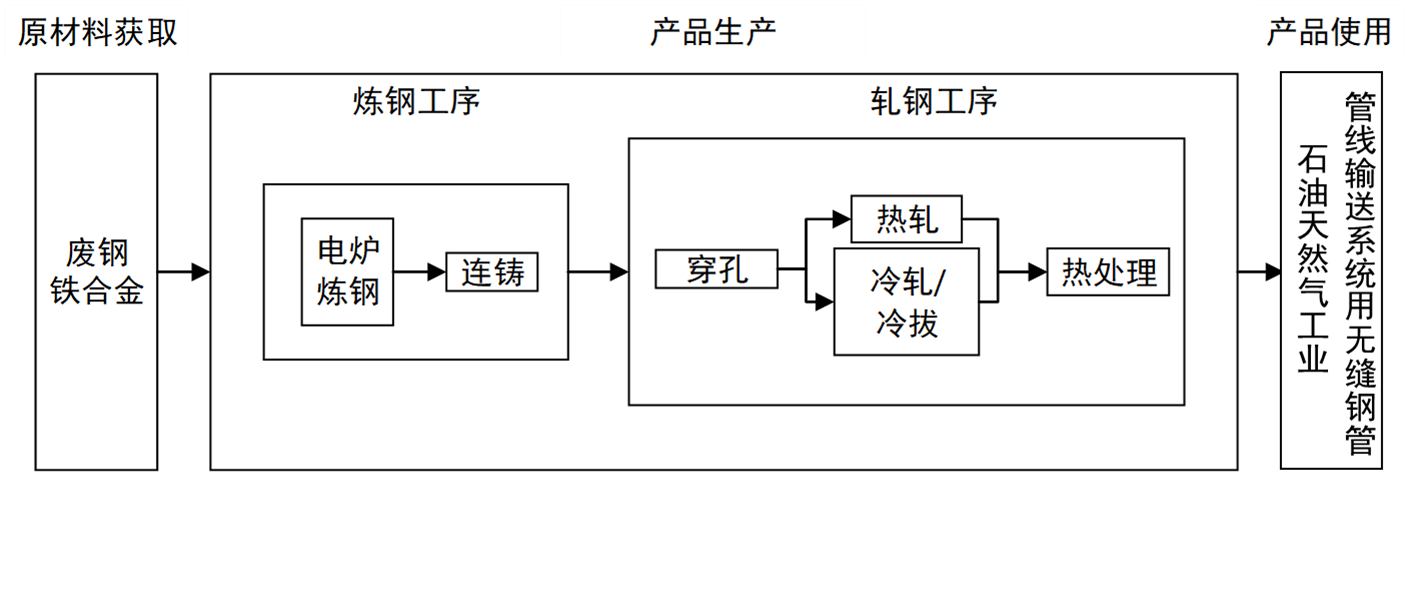 原材料获取
产品生产
产品使用
炼钢工序
轧钢工序
废钢
铁合金
电炉
炼钢
连铸
穿孔
热轧
冷轧/
冷拔
热处理
管线输送系统用无缝钢管
石油天然气工业